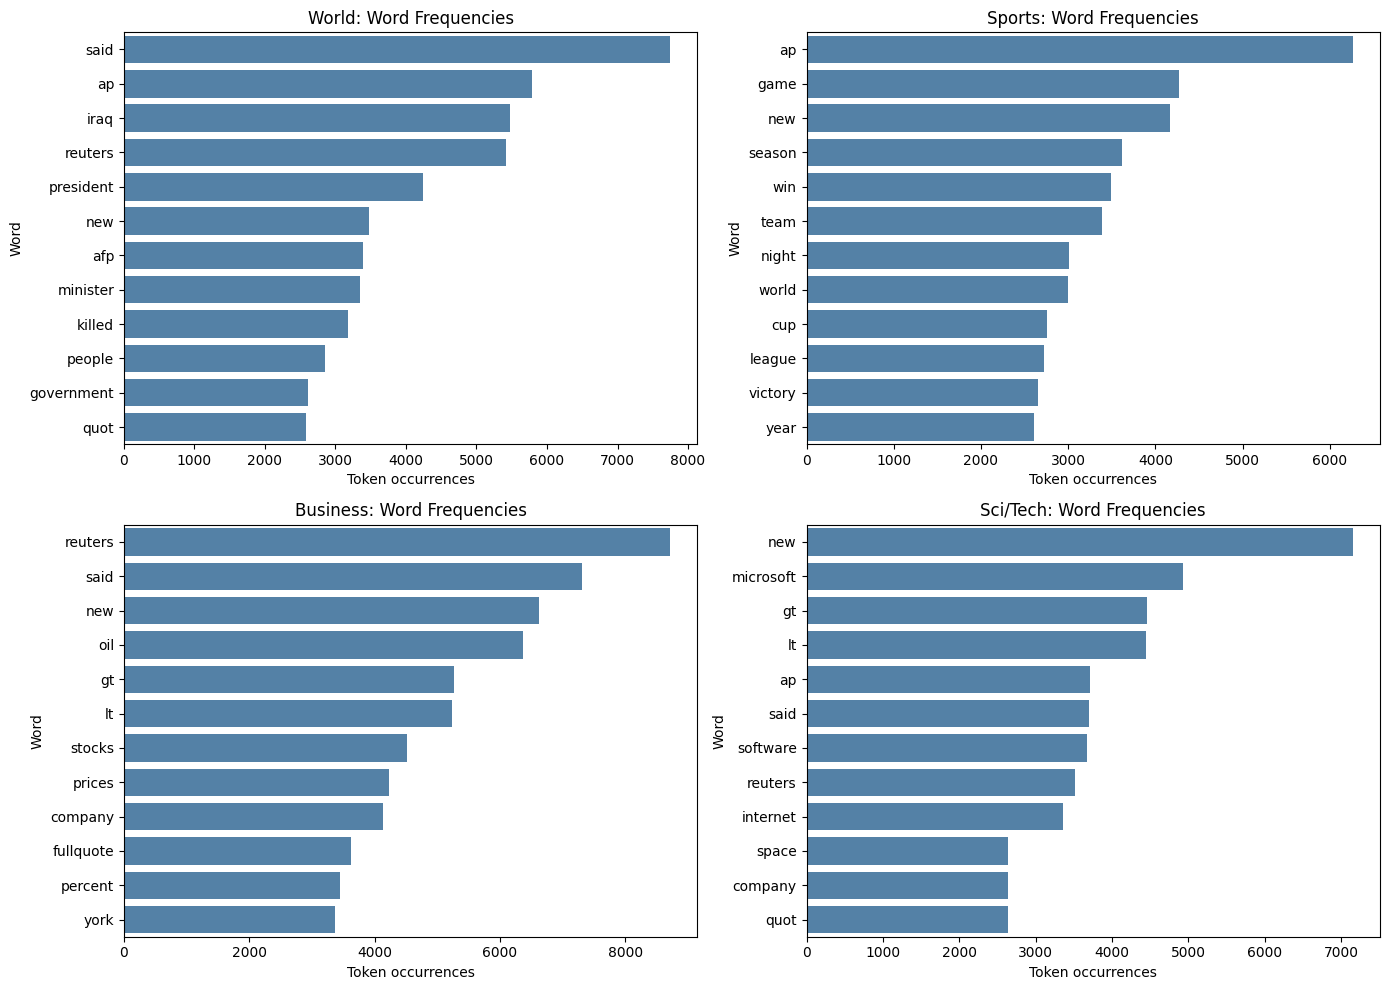 World: Word Frequencies
Word
said
ap
iraq
reuters
president
new
afp
minister
killed
people
government
quot
0 1000 2000 3000 4000 5000 6000 7000 8000
Token occurrences
Sports: Word Frequencies
Word
ap
game
new
season
win
team
night
world
cup
league
victory
year
0 1000 2000 3000 4000 5000 6000
Token occurrences
Business: Word Frequencies
Word
reuters
said
new
oil
gt
lt
stocks
prices
company
fullquote
percent
york
0 2000 4000 6000 8000
Token occurrences
Sci/Tech: Word Frequencies
Word
new
microsoft
gt
lt
ap
said
software
reuters
internet
space
company
quot
0 1000 2000 3000 4000 5000 6000 7000
Token occurrences